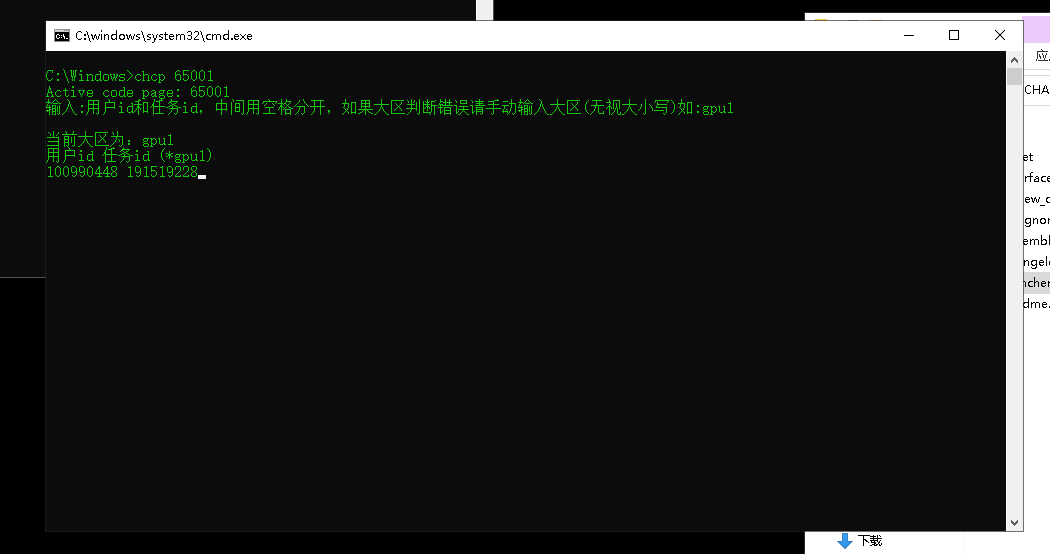 C:\windows\system32\cmd.exe
C:\Windows>chcp 65001
Active code page: 65001
输入:用户id和任务id，中间用空格分开，如果大区判断错误请手动输入大区(无视大小写)如:gpu1
当前大区为：gpu1
用户id 任务id (*gpu1)
100990448 191519228
应
CHA
et
rface
ew_c
gnor
embl
ngelo
ncher
dme.
下载